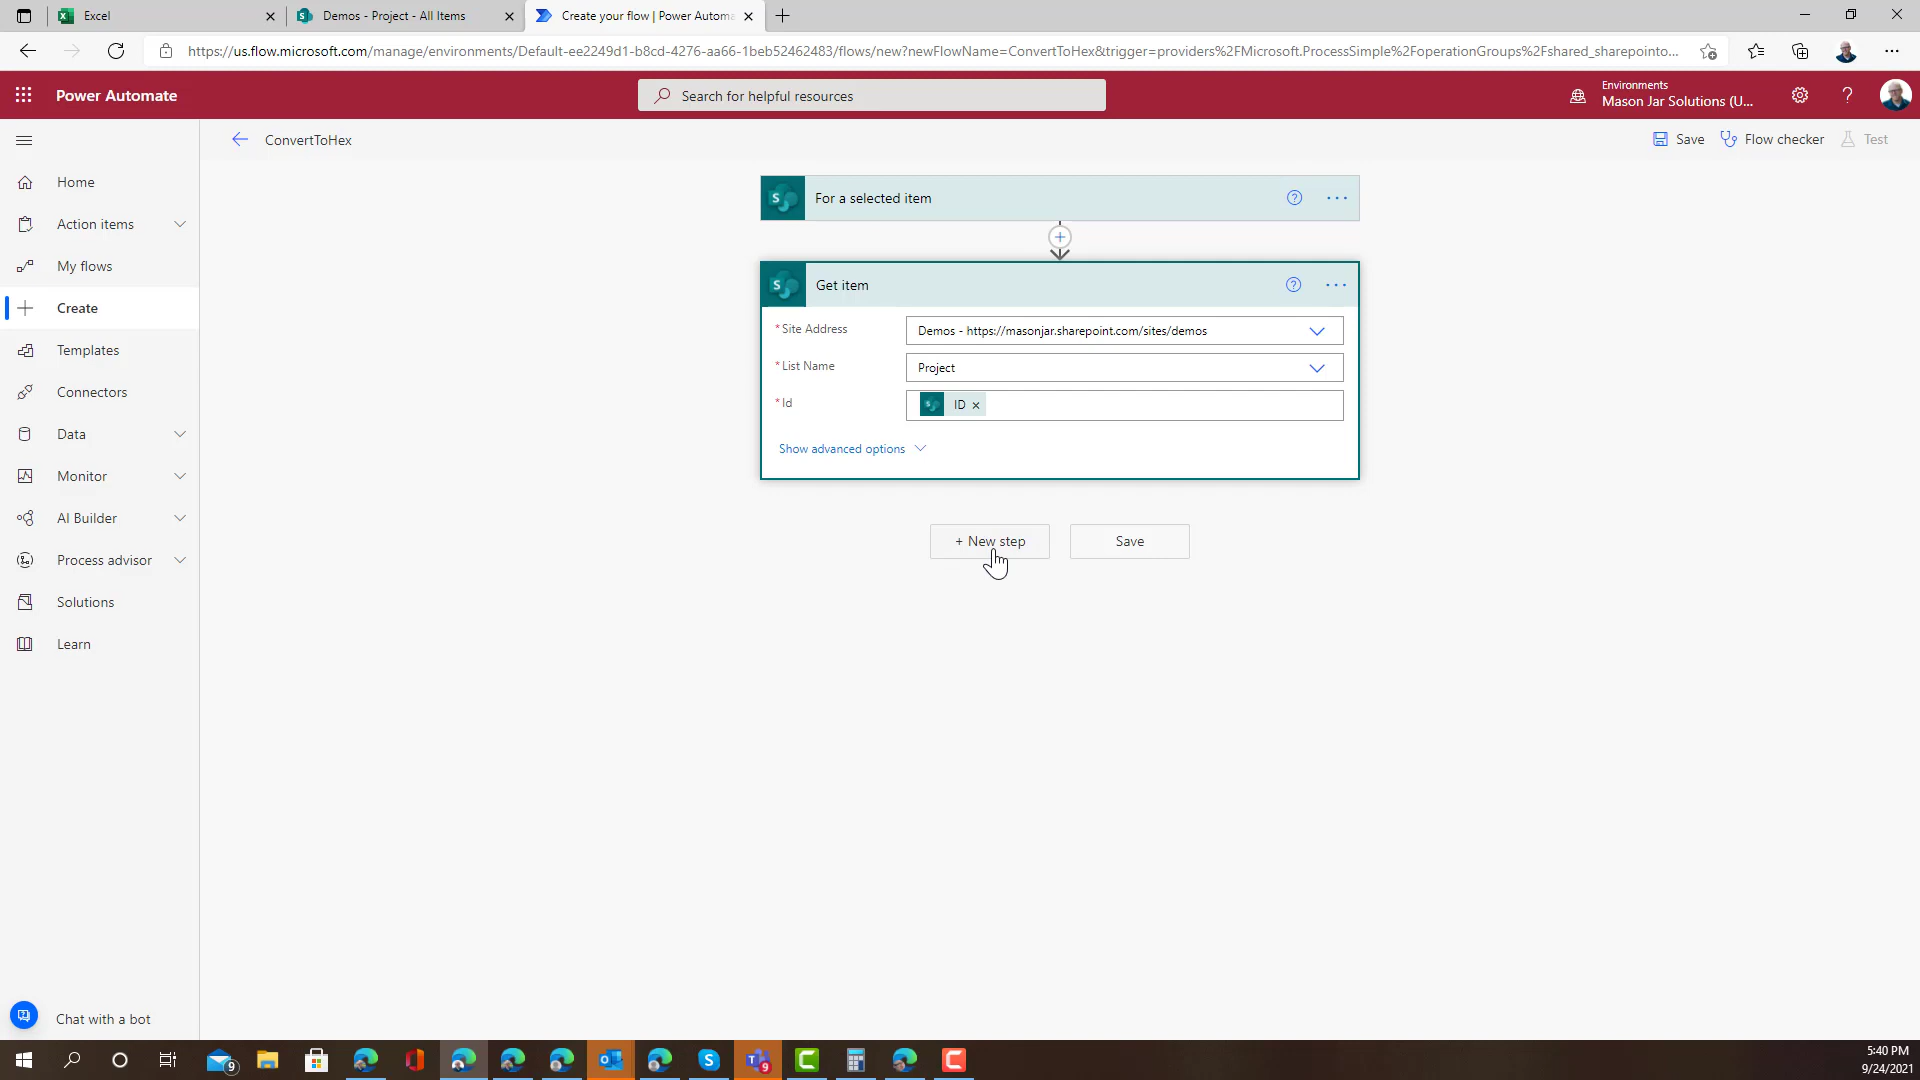 Excel
Demos - Project - All Items
Create your flow | Power Automa
https://us.flow.microsoft.com/manage/environments/Default-ee2249d1-b8cd-4276-aa66-1beb52462483/flows/new?newFlowName=ConvertToHex&trigger=providers%2FMicrosoft.ProcessSimple%2FoperationGroups%2Fshared_sharepointo...
Power Automate
Search for helpful resources
Environments
Mason Jar Solutions (U...
ConvertToHex
Save
Flow checker
Test
Home
Action items
My flows
Create
Templates
Connectors
Data
Monitor
AI Builder
Process advisor
Solutions
Learn
Chat with a bot
For a selected item
Get item
*Site Address
Demos - https://masonjar.sharepoint.com/sites/demos
*List Name
Project
*Id
ID
Show advanced options
+ New step
Save
9
9
5:40 PM
9/24/2021